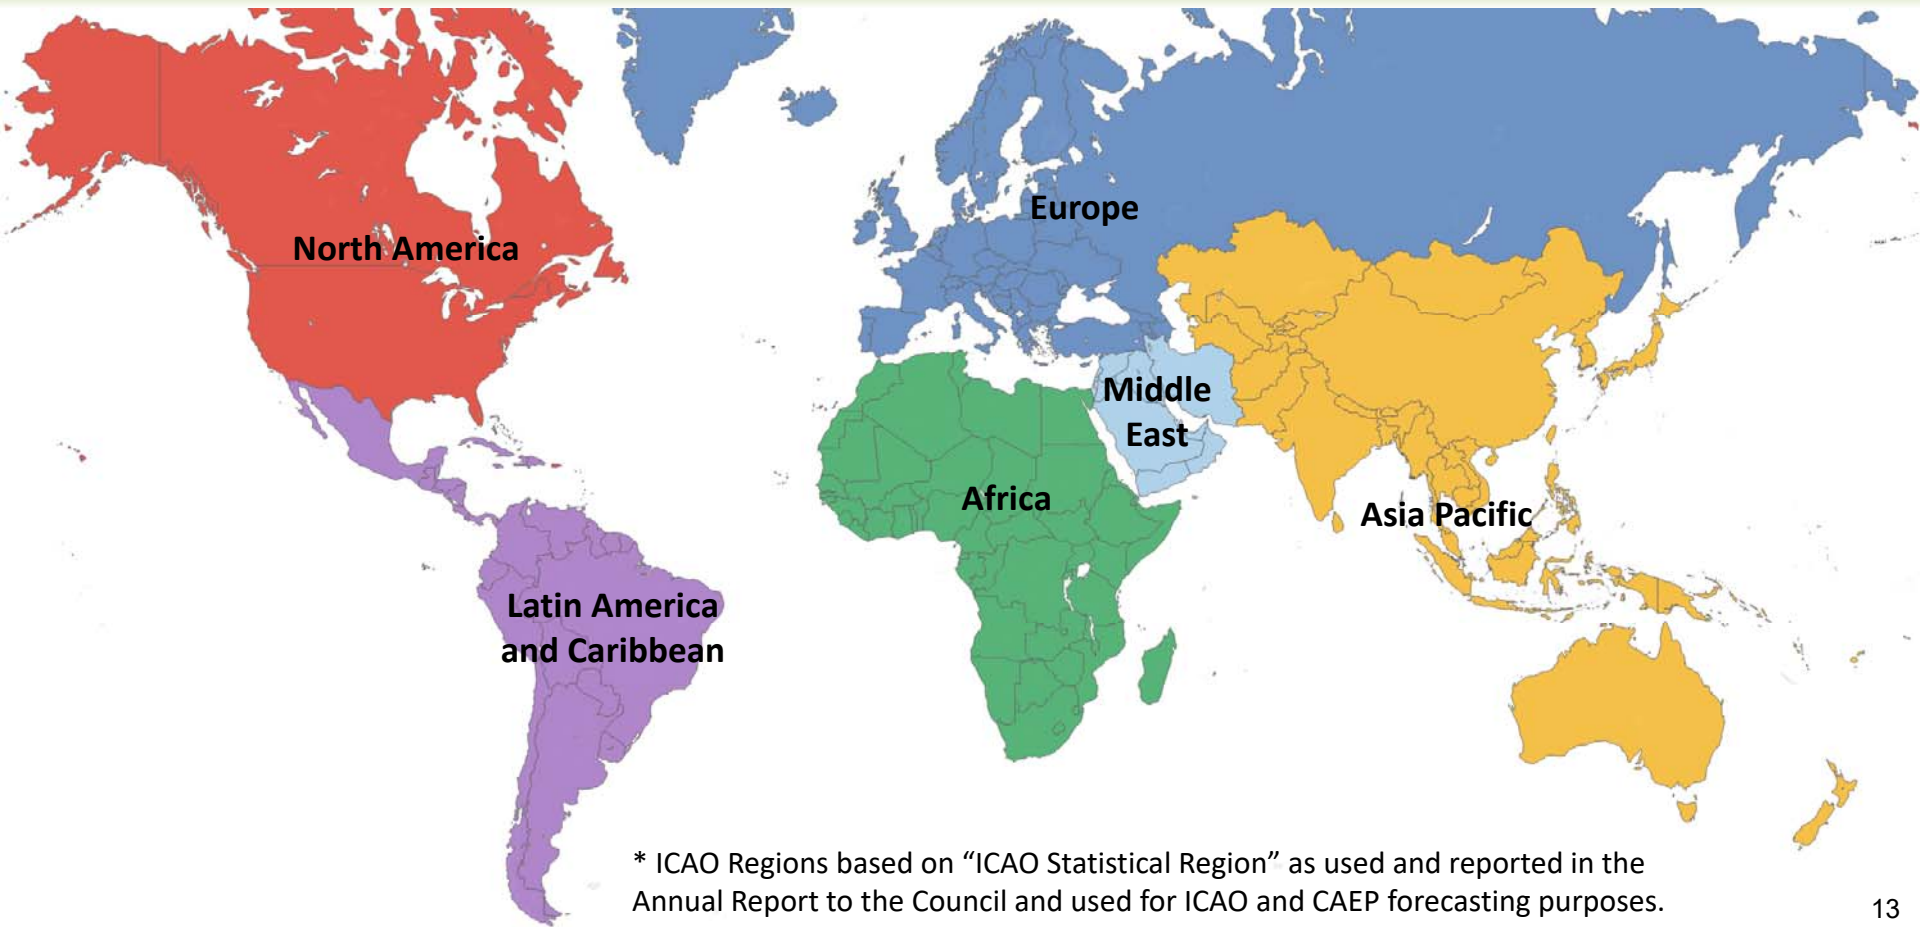 Europe
North America
Middle
East
Africa
Asia Pacific
Latin America
and Caribbean
* ICAO Regions based on “ICAO Statistical Region” as used and reported in the
Annual Report to the Council and used for ICAO and CAEP forecasting purposes.
13